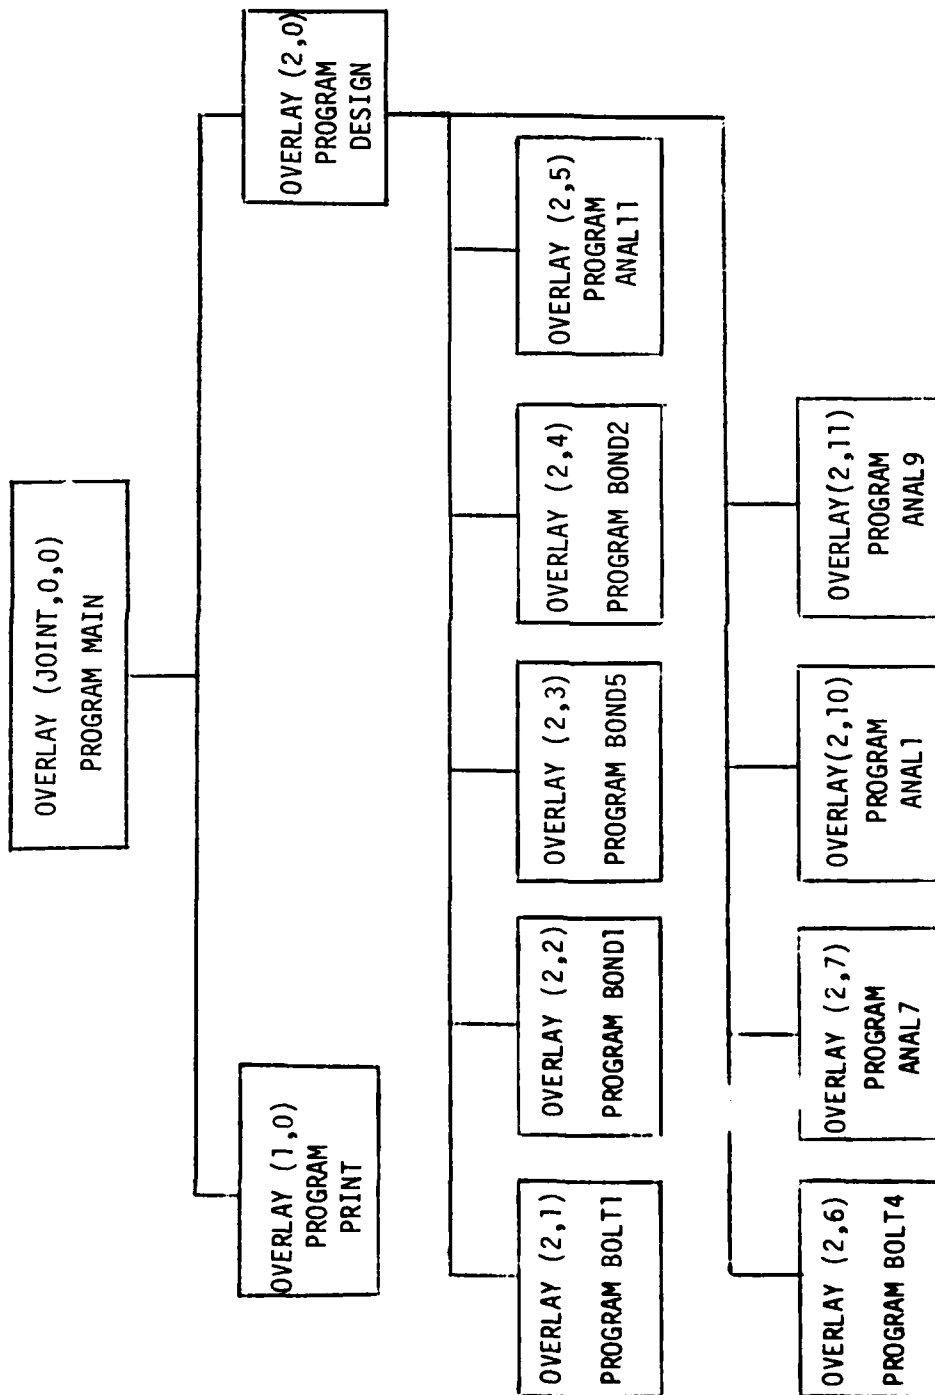 OVERLAY (JOINT,0,0)
PROGRAM MAIN
OVERLAY (1,0)
PROGRAM
PRINT
OVERLAY (2,0)
PROGRAM
DESIGN
OVERLAY (2,1)
PROGRAM BOLT1
OVERLAY (2,2)
PROGRAM BOND1
OVERLAY (2,3)
PROGRAM BOND5
OVERLAY (2,4)
PROGRAM BOND2
OVERLAY (2,5)
PROGRAM
ANAL11
OVERLAY (2,6)
PROGRAM BOLT4
OVERLAY (2,7)
PROGRAM
ANAL7
OVERLAY(2,10)
PROGRAM
ANAL1
OVERLAY(2,11)
PROGRAM
ANAL9